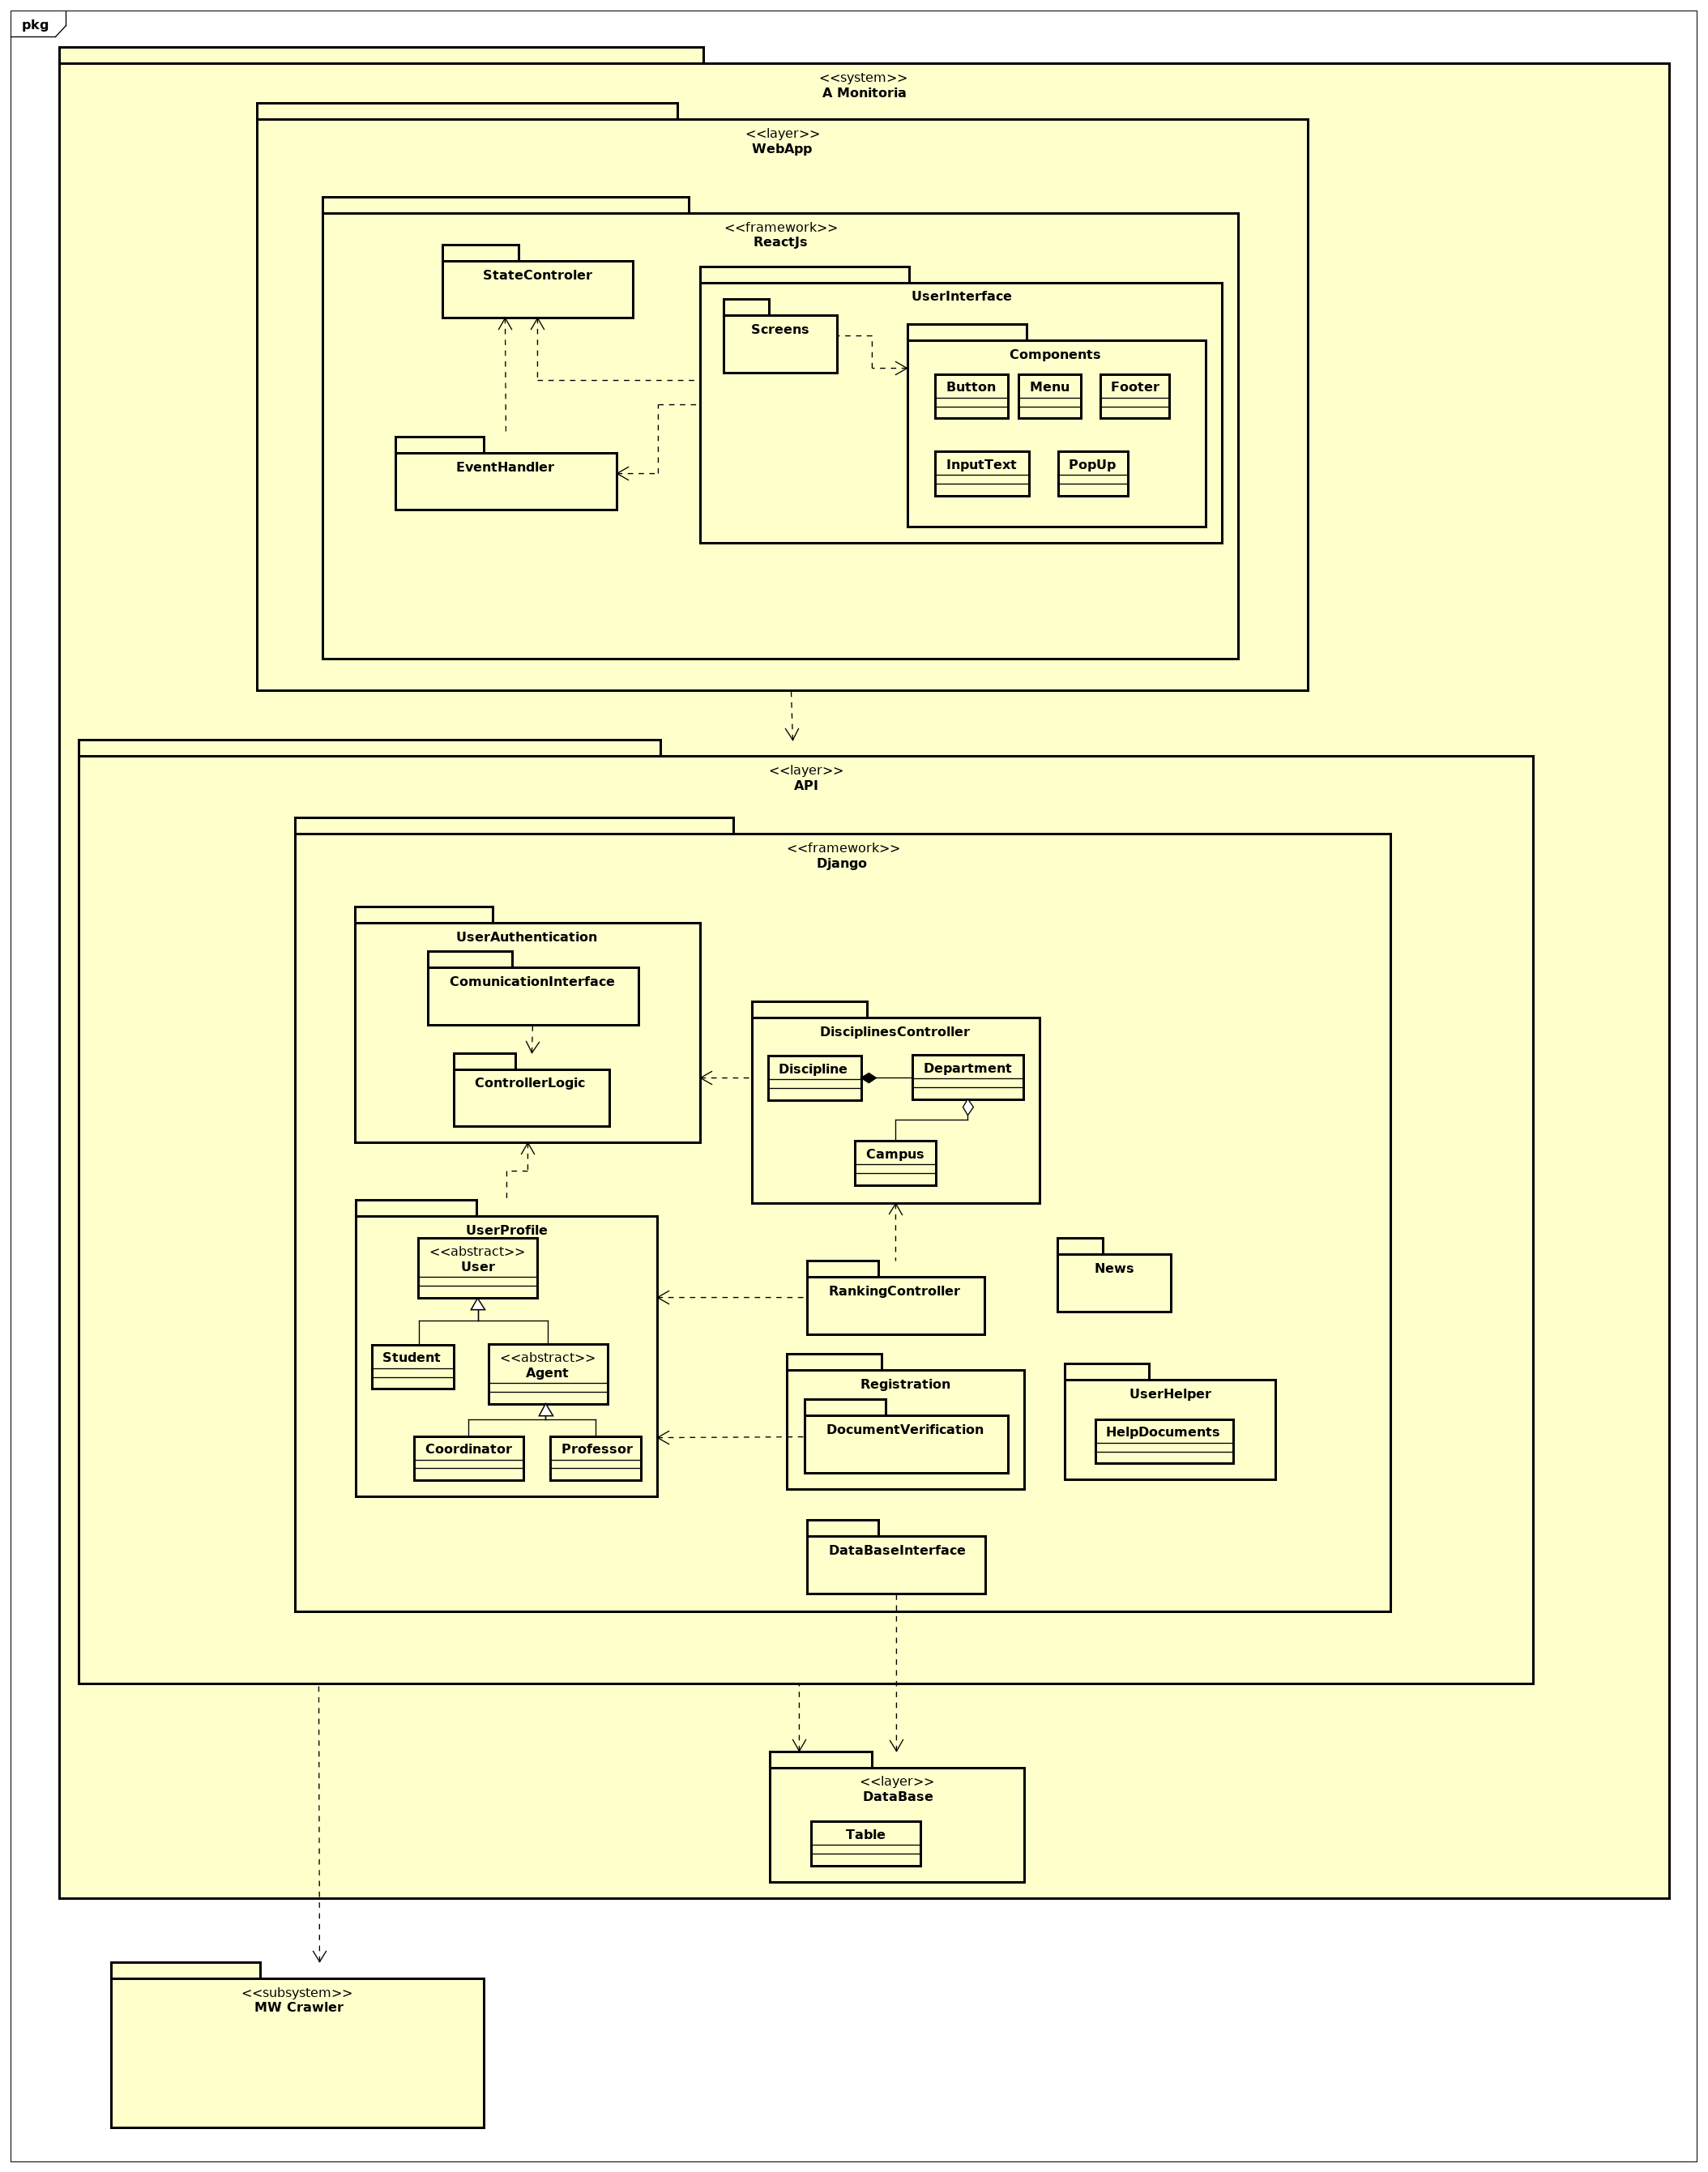 pkg
<<system>>
A Monitoria
<<layer>>
WebApp
<<framework>>
ReactJs
StateControler
UserInterface
Screens
Components
Button
Menu
Footer
InputText
PopUp
EventHandler
<<layer>>
API
<<framework>>
Django
UserAuthentication
ComunicationInterface
ControllerLogic
DisciplinesController
Discipline
Department
Campus
UserProfile
<<abstract>>
User
Student
<<abstract>>
Agent
Coordinator
Professor
RankingController
News
Registration
DocumentVerification
UserHelper
HelpDocuments
DataBaseInterface
<<layer>>
DataBase
Table
<<subsystem>>
MW Crawler